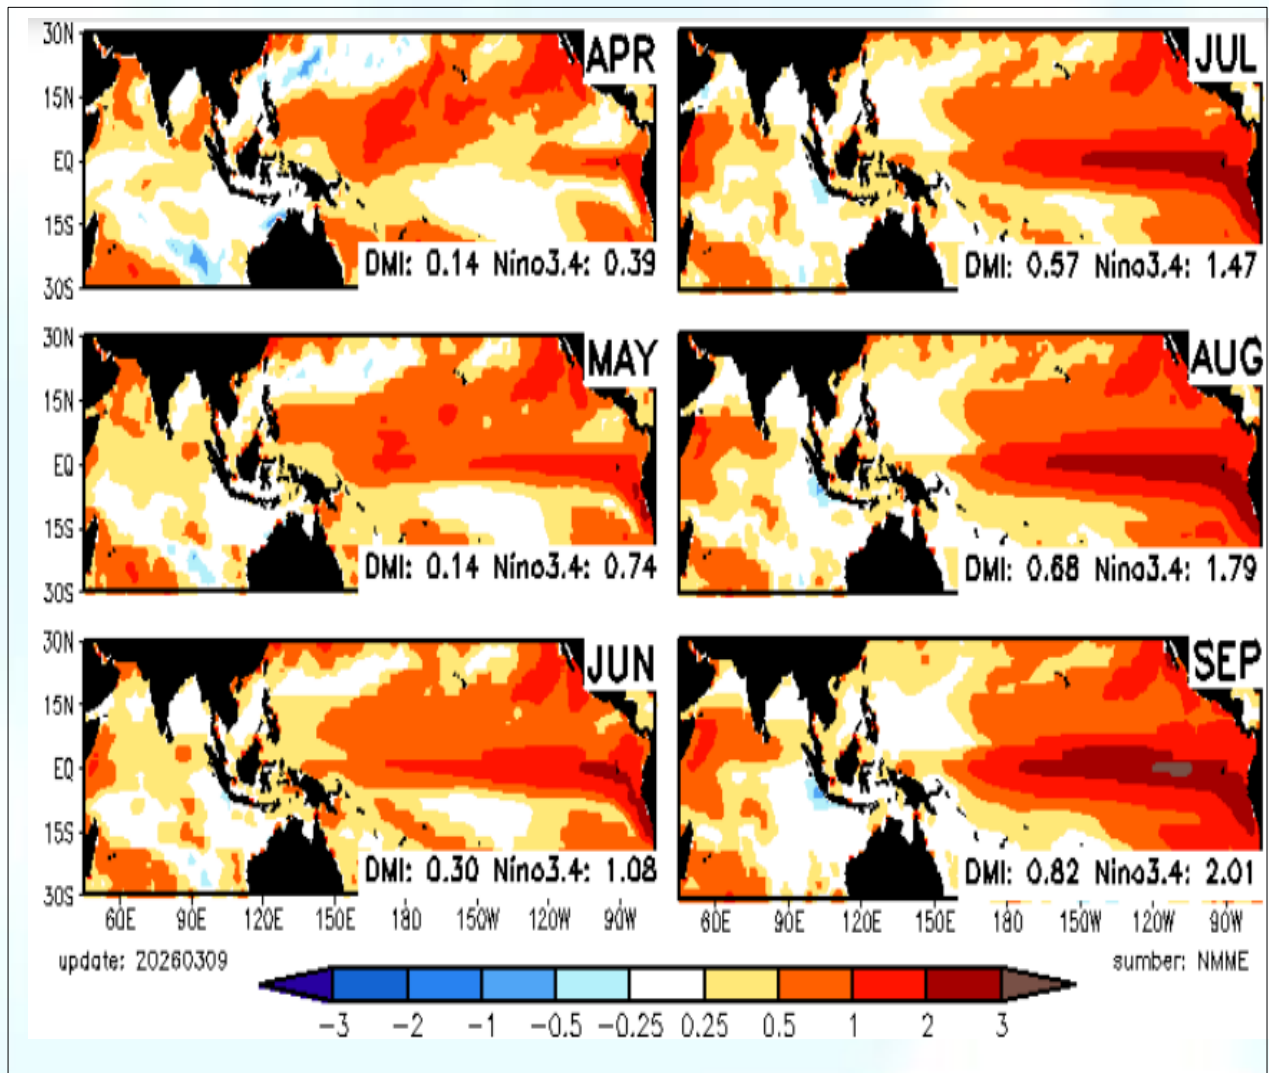 30N
15N
EQ
15S
30S
APR
DMI: 0.14 Nino3.4: 0.39
JUL
DMI: 0.57 Nino3.4: 1.47
30N
15N
EQ
15S
30S
MAY
DMI: 0.14 Nino3.4: 0.74
AUG
DMI: 0.68 Nino3.4: 1.79
30N
15N
EQ
15S
30S
JUN
DMI: 0.30 Nino3.4: 1.08
SEP
DMI: 0.82 Nino3.4: 2.01
60E 90E 120E 150E 180 150W 120W 90W
60E 90E 120E 150E 180 150W 120W 90W
update: 20260309
sumber: NMME
-3 -2 -1 -0.5 -0.25 0.25 0.5 1 2 3